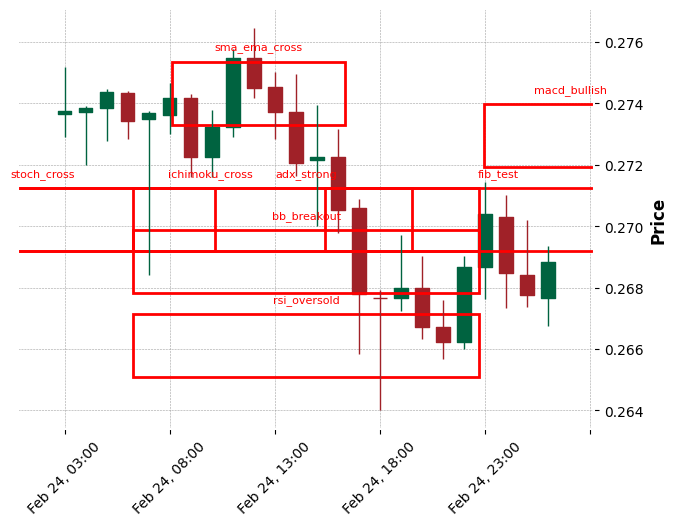 sma_ema_cross
macd_bullish
stoch_cross
ichimoku_cross
adx_strong
fib_test
bb_breakout
rsi_oversold
0.276
0.274
0.272
0.270
0.268
0.266
0.264
Price
Feb 24, 03:00
Feb 24, 08:00
Feb 24, 13:00
Feb 24, 18:00
Feb 24, 23:00